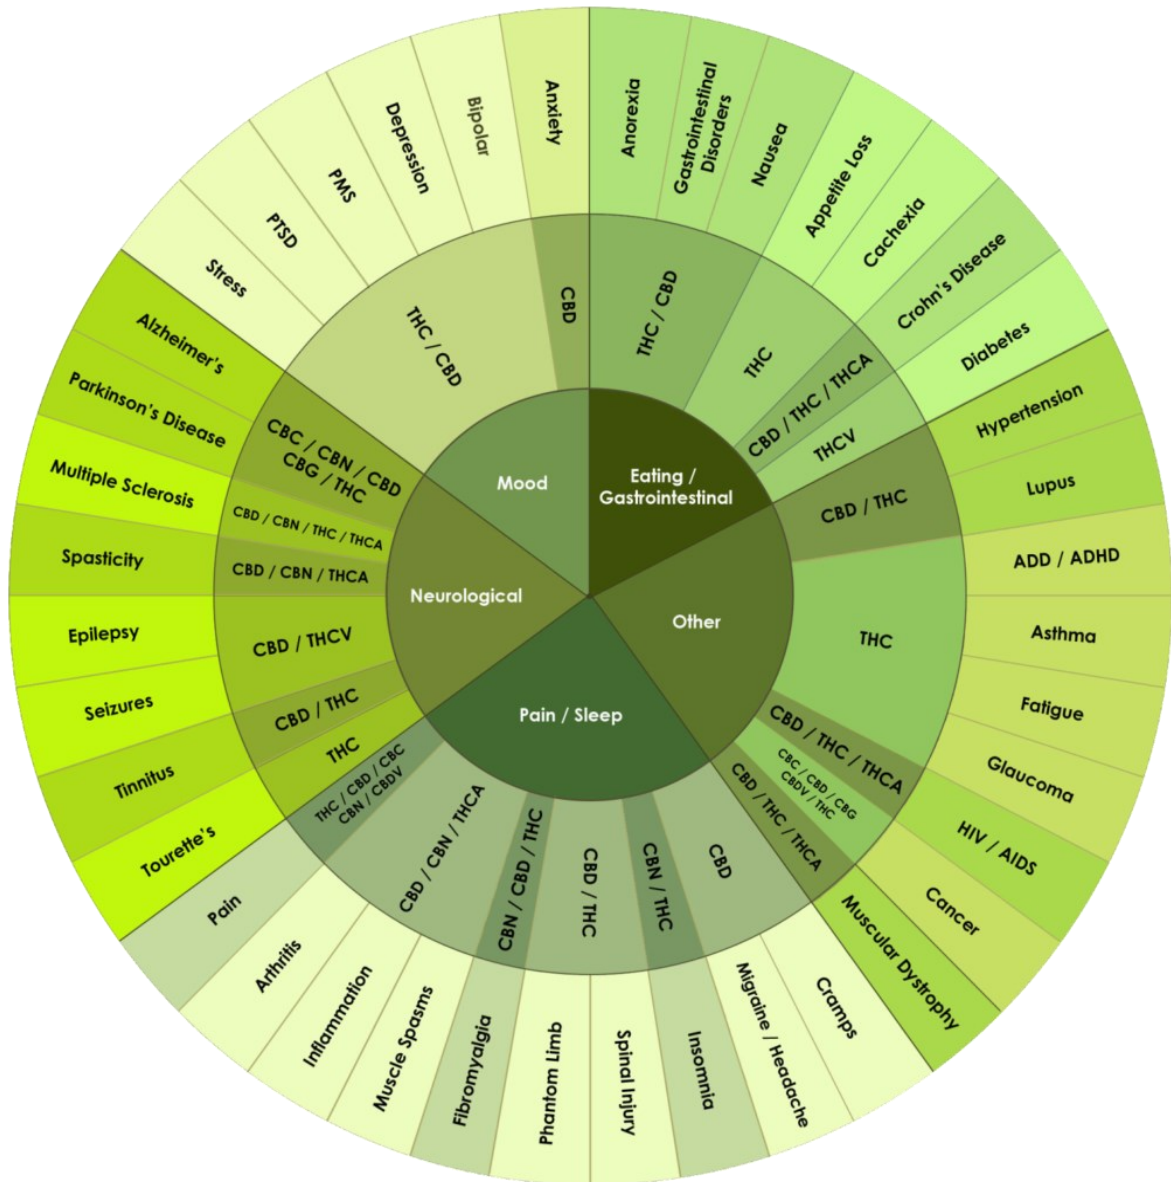 Mood
Eating /
Gastrointestinal
Other
Pain / Sleep
Neurological
THC / CBD
THC
CBD / THC / THCA
THCV
CBD / THC
THC
CBD / THC / THCA
CBC / CBD / CBG
CBDV / THC
CBD / THC / THCA
CBD
CBN / THC
CBD / THC
CBN / CBD / THC
CBD / CBN / THCA
THC / CBD / CBC
CBN / CBDV
THC
CBD / THC
CBD / THCV
CBD / CBN / THCA
CBD / CBN / THC / THCA
CBC / CBN / CBD
CBG / THC
THC / CBD
CBD
Anorexia
Gastrointestinal
Disorders
Nausea
Appetite Loss
Cachexia
Crohn's Disease
Diabetes
Hypertension
Lupus
ADD / ADHD
Asthma
Fatigue
Glaucoma
HIV / AIDS
Cancer
Muscular Dystrophy
Cramps
Migraine / Headache
Insomnia
Spinal Injury
Phantom Limb
Fibromyalgia
Muscle Spasms
Inflammation
Arthritis
Pain
Tourette's
Tinnitus
Seizures
Epilepsy
Spasticity
Multiple Sclerosis
Parkinson's Disease
Alzheimer's
Stress
PTSD
PMS
Depression
Bipolar
Anxiety